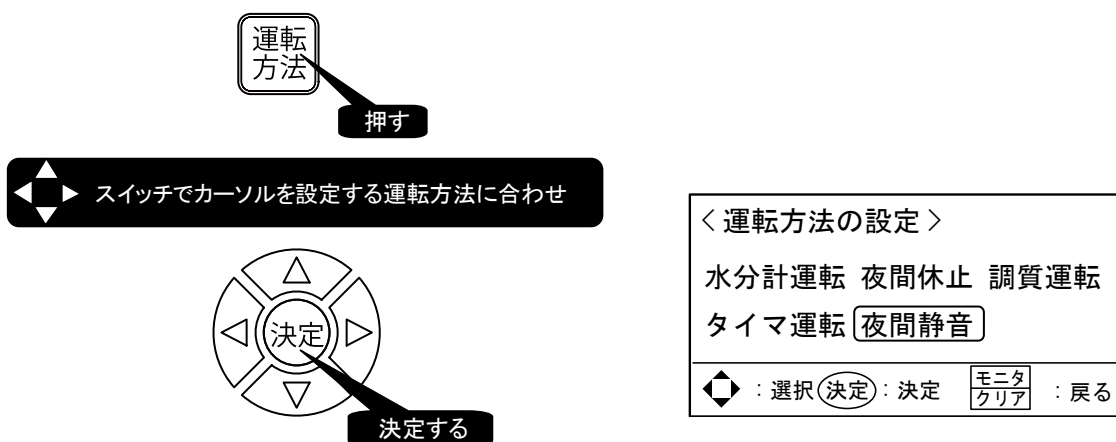 運転
方法
押す
スイッチでカーソルを設定する運転方法に合わせ
決定
決定する
〈運転方法の設定〉
水分計運転 夜間休止 調質運転
タイマ運転 夜間静音
：選択 決定：決定 モニタ クリア ：戻る